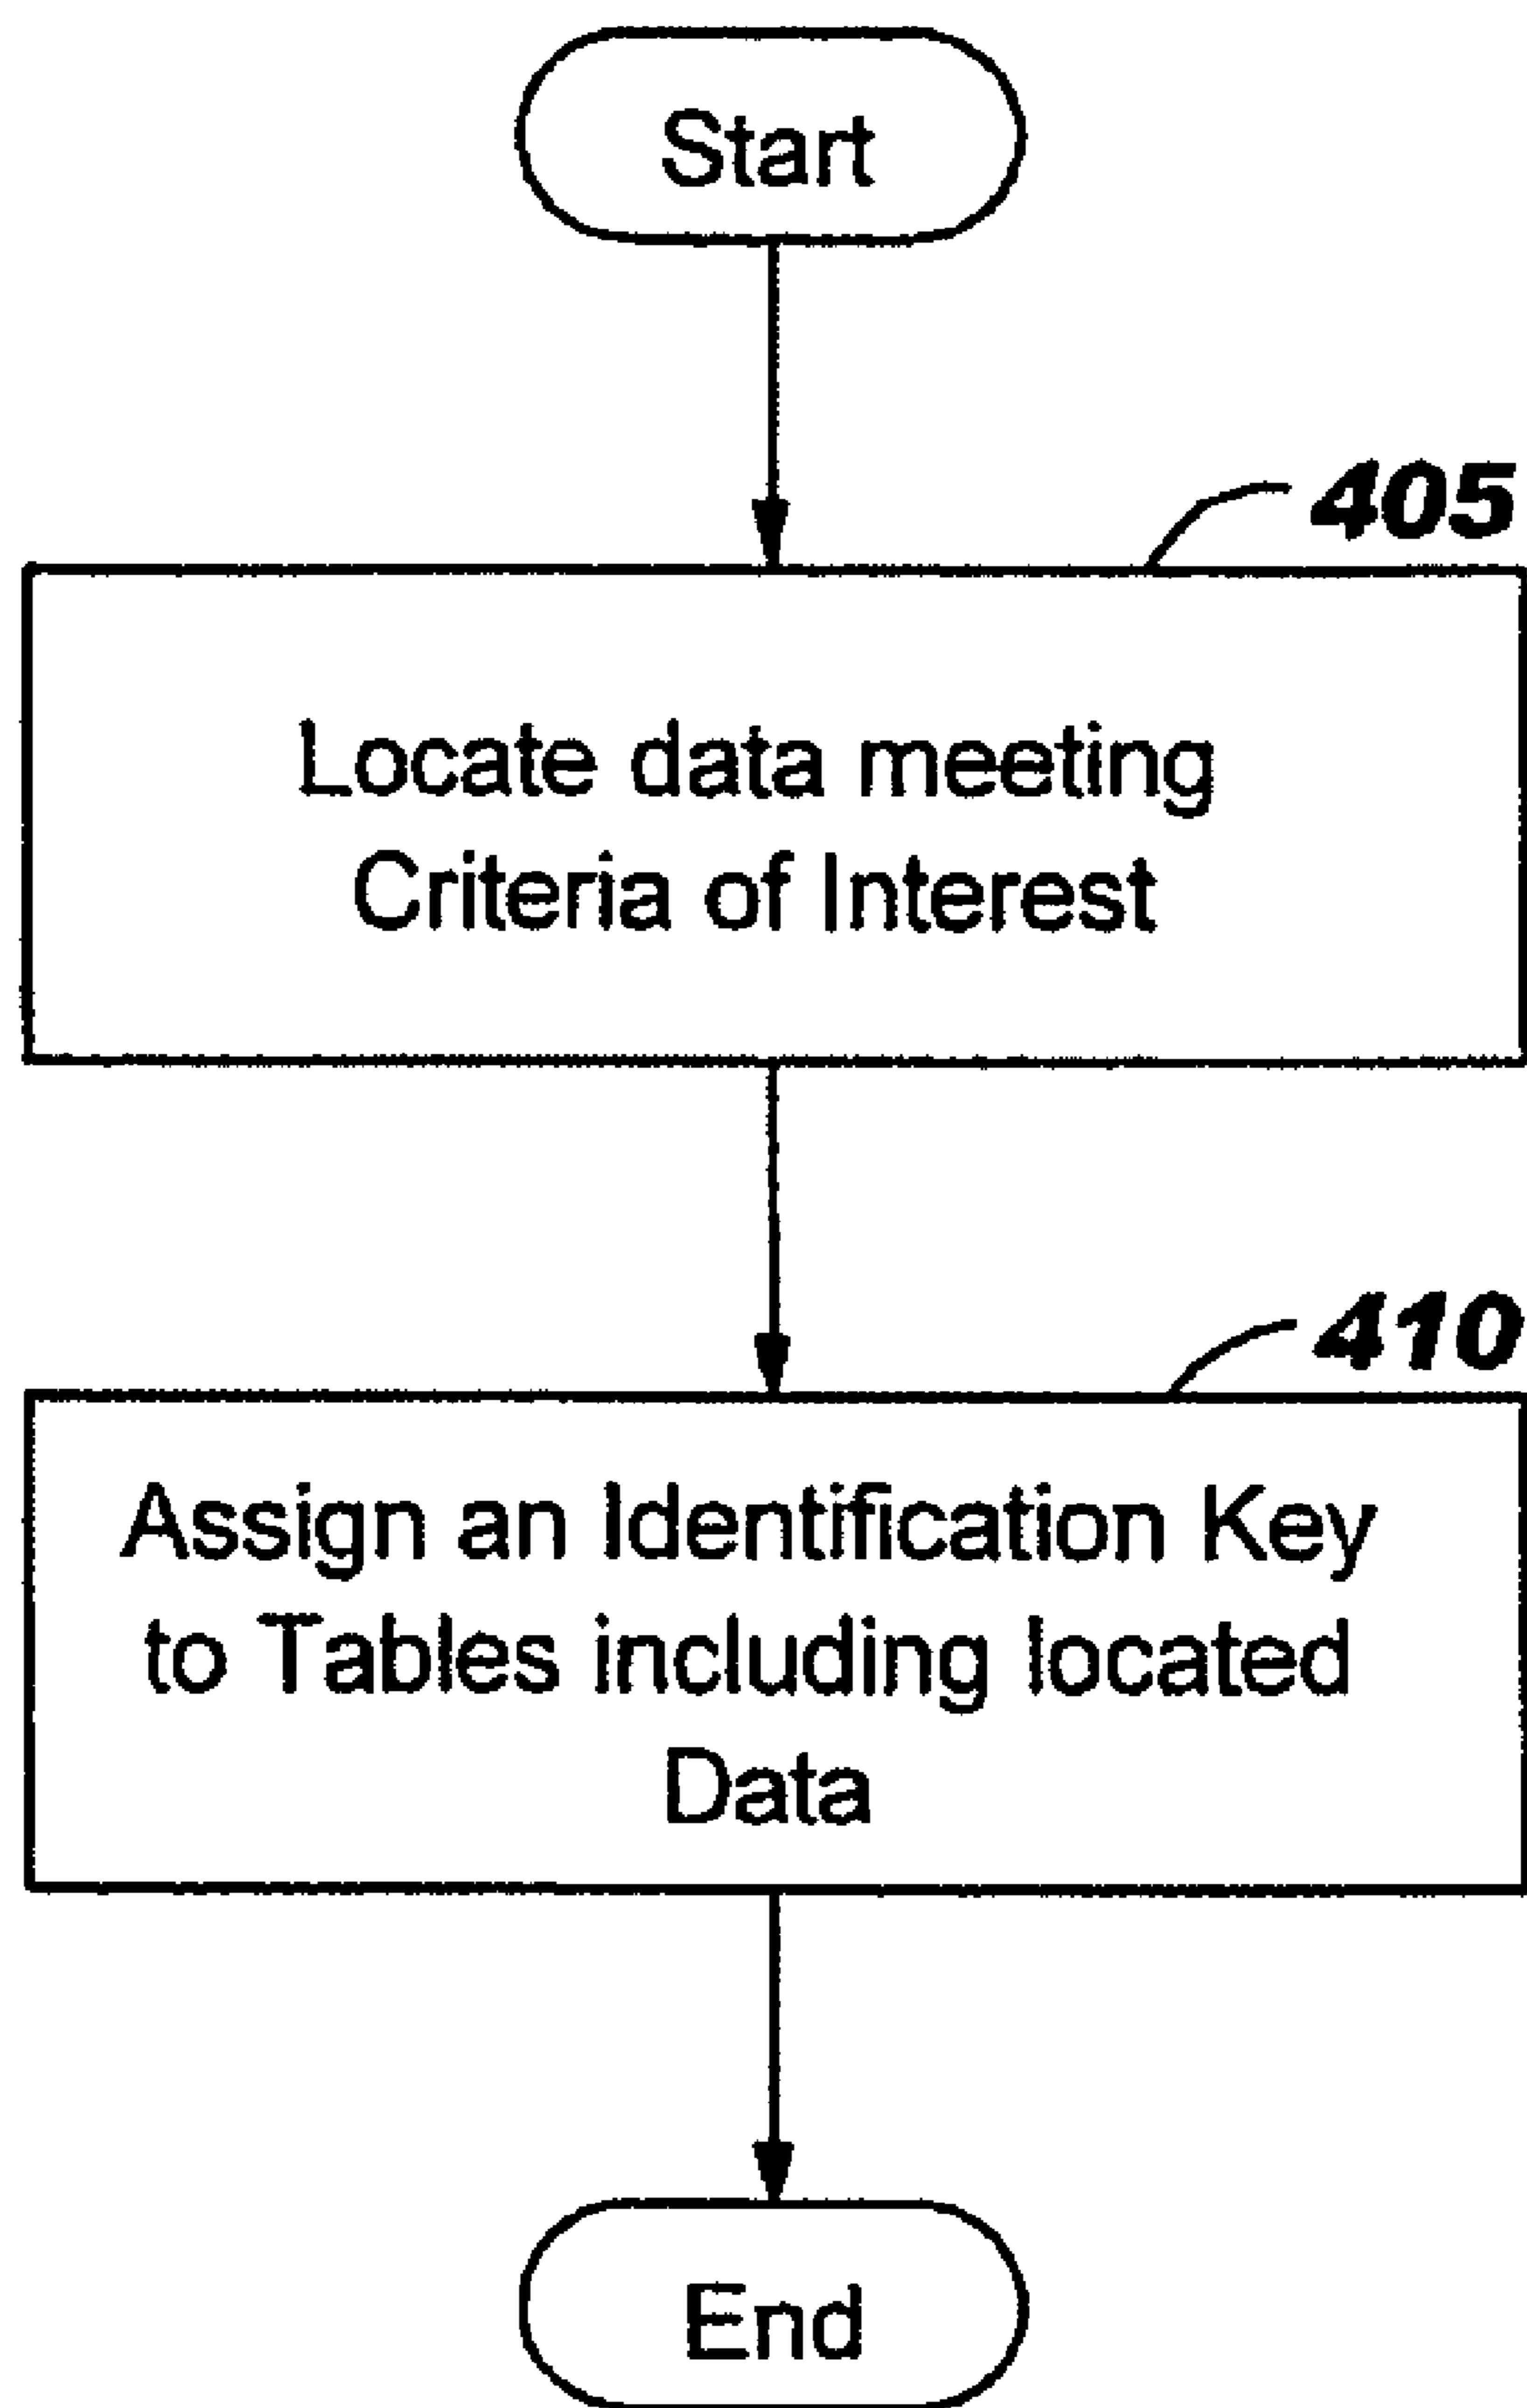 Start
405
Locate data meeting
Criteria of Interest
410
Assign an Identification Key
to Tables including located
Data
End